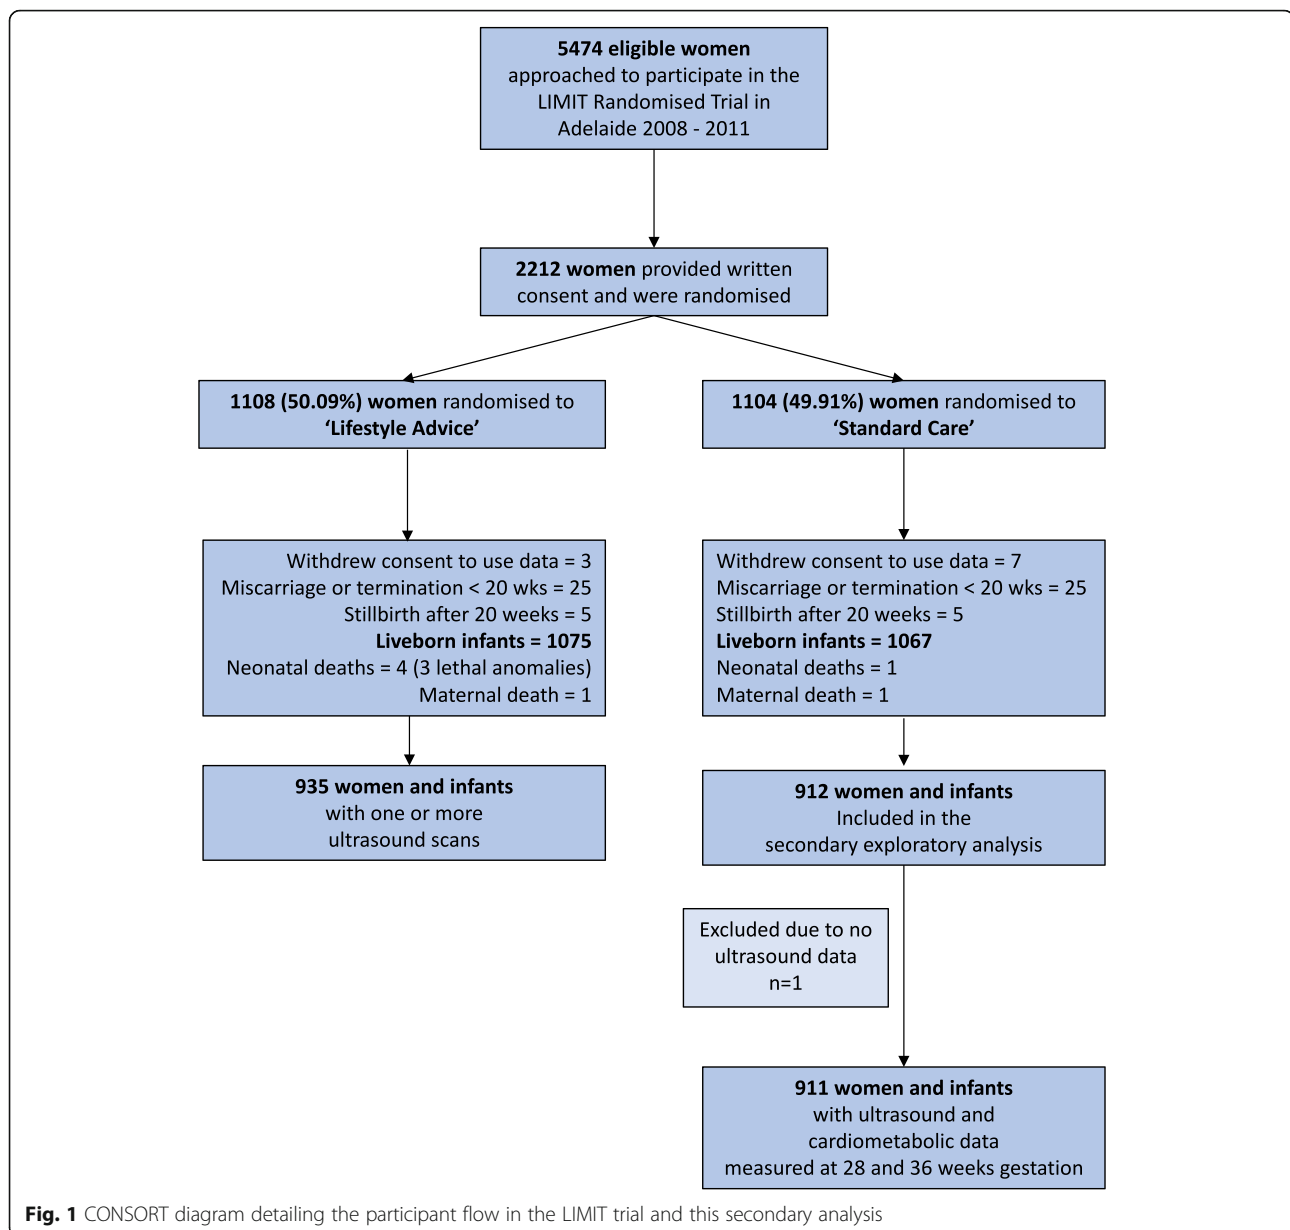 5474 eligible women
approached to participate in the
LIMIT Randomised Trial in
Adelaide 2008 - 2011
2212 women provided written
consent and were randomised
1108 (50.09%) women randomised to
‘Lifestyle Advice’
1104 (49.91%) women randomised to
‘Standard Care’
Withdrew consent to use data = 3
Miscarriage or termination < 20 wks = 25
Stillbirth after 20 weeks = 5
Liveborn infants = 1075
Neonatal deaths = 4 (3 lethal anomalies)
Maternal death = 1
Withdrew consent to use data = 7
Miscarriage or termination < 20 wks = 25
Stillbirth after 20 weeks = 5
Liveborn infants = 1067
Neonatal deaths = 1
Maternal death = 1
935 women and infants
with one or more
ultrasound scans
912 women and infants
Included in the
secondary exploratory analysis
Excluded due to no
ultrasound data
n=1
911 women and infants
with ultrasound and
cardiometabolic data
measured at 28 and 36 weeks gestation
Fig. 1 CONSORT diagram detailing the participant flow in the LIMIT trial and this secondary analysis